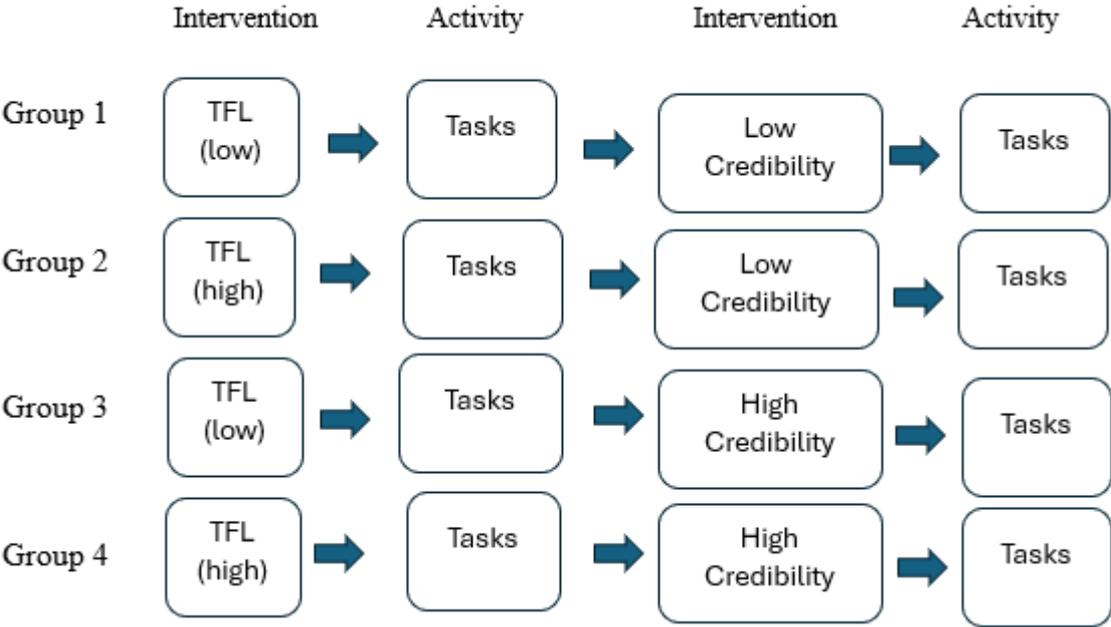 Intervention Activity Intervention Activity
Group 1
TFL
(low)
Tasks
Low
Credibility
Tasks
Group 2
TFL
(high)
Tasks
Low
Credibility
Tasks
Group 3
TFL
(low)
Tasks
High
Credibility
Tasks
Group 4
TFL
(high)
Tasks
High
Credibility
Tasks